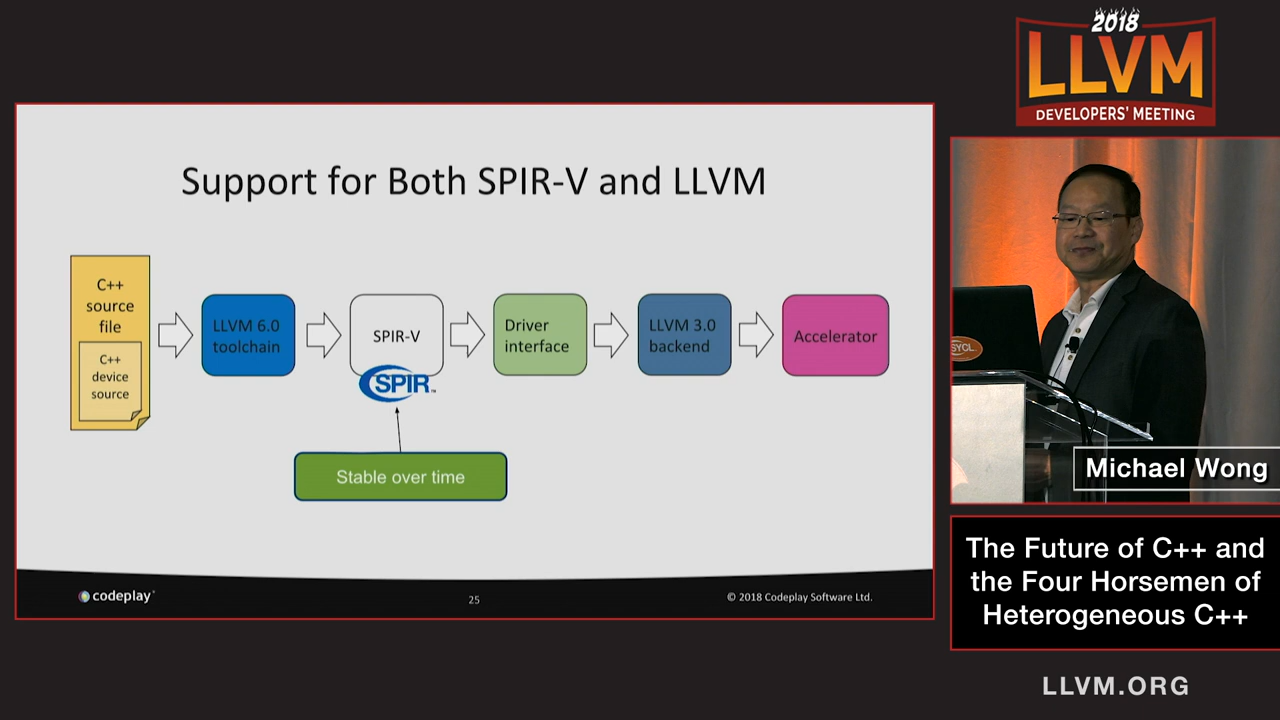 2018
LLVM
DEVELOPERS' MEETING
Support for Both SPIR-V and LLVM
C++
source
file
C++
device
source
LLVM 6.0
toolchain
SPIR-V
SPIR™
Driver
interface
LLVM 3.0
backend
Accelerator
Stable over time
codeplay®
25
© 2018 Codeplay Software Ltd.
SYCL
Michael Wong
The Future of C++ and
the Four Horsemen of
Heterogeneous C++
LLVM.ORG